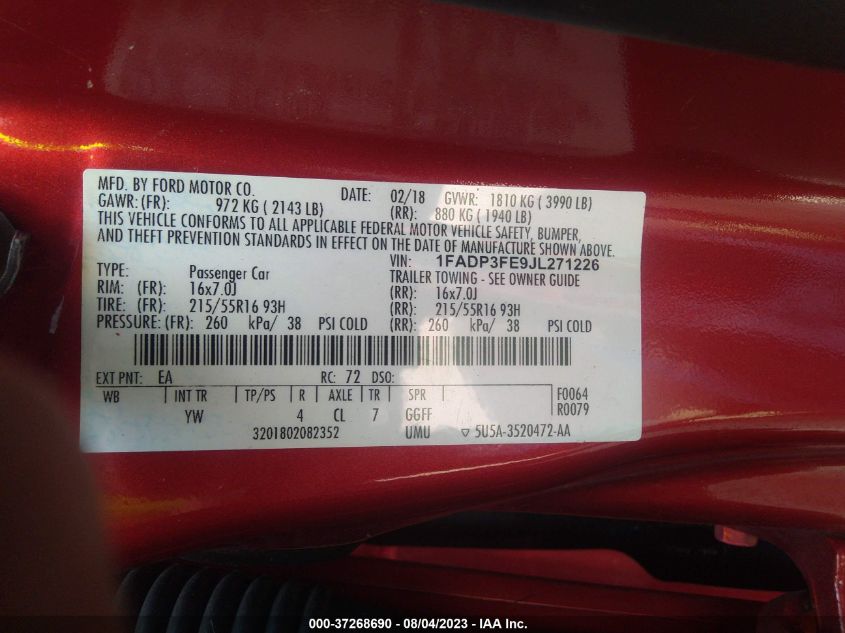 MFD. BY FORD MOTOR CO. DATE: 02/18 GVWR: 1810 KG ( 3990 LB)
GAWR: (FR): 972 KG ( 2143 LB) (RR): 880 KG ( 1940 LB)
THIS VEHICLE CONFORMS TO ALL APPLICABLE FEDERAL MOTOR VEHICLE SAFETY, BUMPER,
AND THEFT PREVENTION STANDARDS IN EFFECT ON THE DATE OF MANUFACTURE SHOWN ABOVE.
VIN: 1FADP3FE9JL271226
TYPE: Passenger Car TRAILER TOWING - SEE OWNER GUIDE
RIM: (FR): 16x7.0J (RR): 16x7.0J
TIRE: (FR): 215/55R16 93H (RR): 215/55R16 93H
PRESSURE: (FR): 260 kPa/ 38 PSI COLD (RR): 260 kPa/ 38 PSI COLD
EXT PNT: EA RC: 72 DSO:
WB INT TR TP/PS R AXLE TR SPR F0064
YW 4 CL 7 GGFF R0079
3201802082352 UMU ▽ 5U5A-3520472-AA
000-37268690 - 08/04/2023 - IAA Inc.